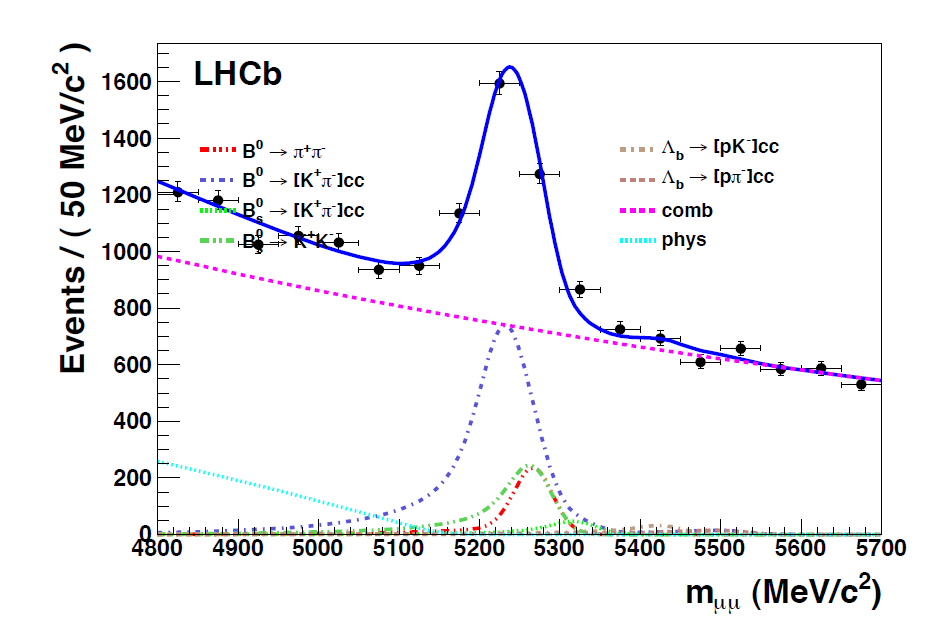 Events / ( 50 MeV/c²)
1600
1400
1200
1000
800
600
400
200
0
LHCb
B⁰ → π⁺π⁻
B⁰ → [K⁺π⁻]cc
B⁰ₛ → [K⁺π⁻]cc
B⁰ₛ → K⁺K⁻
Λb → [pK⁻]cc
Λb → [pπ⁻]cc
comb
phys
4800 4900 5000 5100 5200 5300 5400 5500 5600 5700
mμμ (MeV/c²)